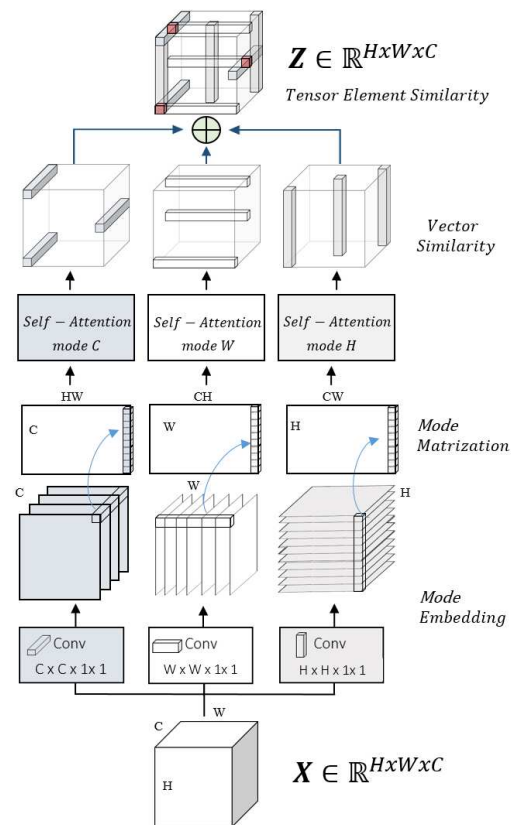 Z ∈ ℝ^{HxWxC}
Tensor Element Similarity
Vector
Similarity
Self − Attention
mode C
Self − Attention
mode W
Self − Attention
mode H
HW
CH
CW
C
W
H
Mode
Matrization
C
W
H
Mode
Embedding
Conv
C x C x 1x 1
Conv
W x W x 1x 1
Conv
H x H x 1x 1
W
C
H
X ∈ ℝ^{HxWxC}